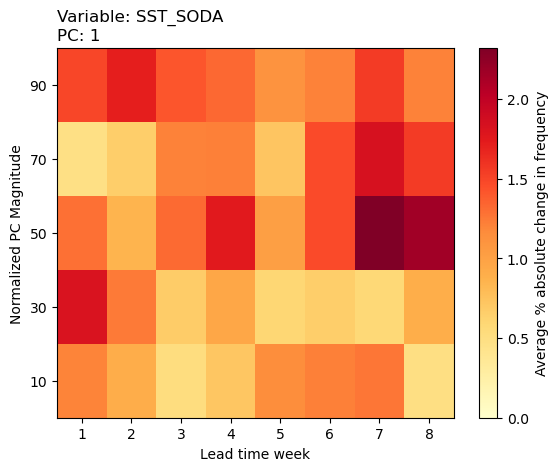 Variable: SST_SODA
PC: 1
90
70
50
30
10
Normalized PC Magnitude
1 2 3 4 5 6 7 8
Lead time week
2.0
1.5
1.0
0.5
0.0
Average % absolute change in frequency